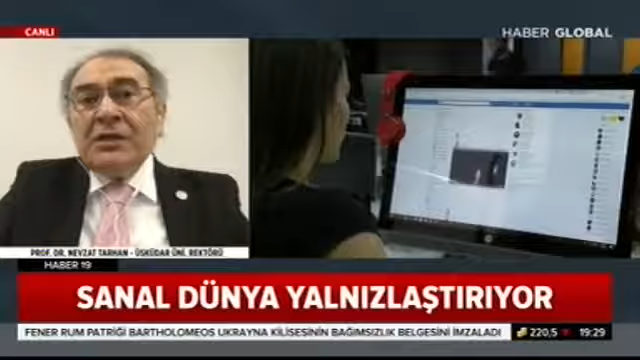 CANLI
HABER GLOBAL
PROF. DR. NEVZAT TARHAN - ÜSKÜDAR ÜNİ. REKTÖRÜ
HABER 19
SANAL DÜNYA YALNIZLAŞTIRIYOR
FENER RUM PATRİĞİ BARTHOLOMEOS UKRAYNA KİLİSESİNİN BAĞIMSIZLIK BELGESİNİ İMZALADI
220,5
19:29